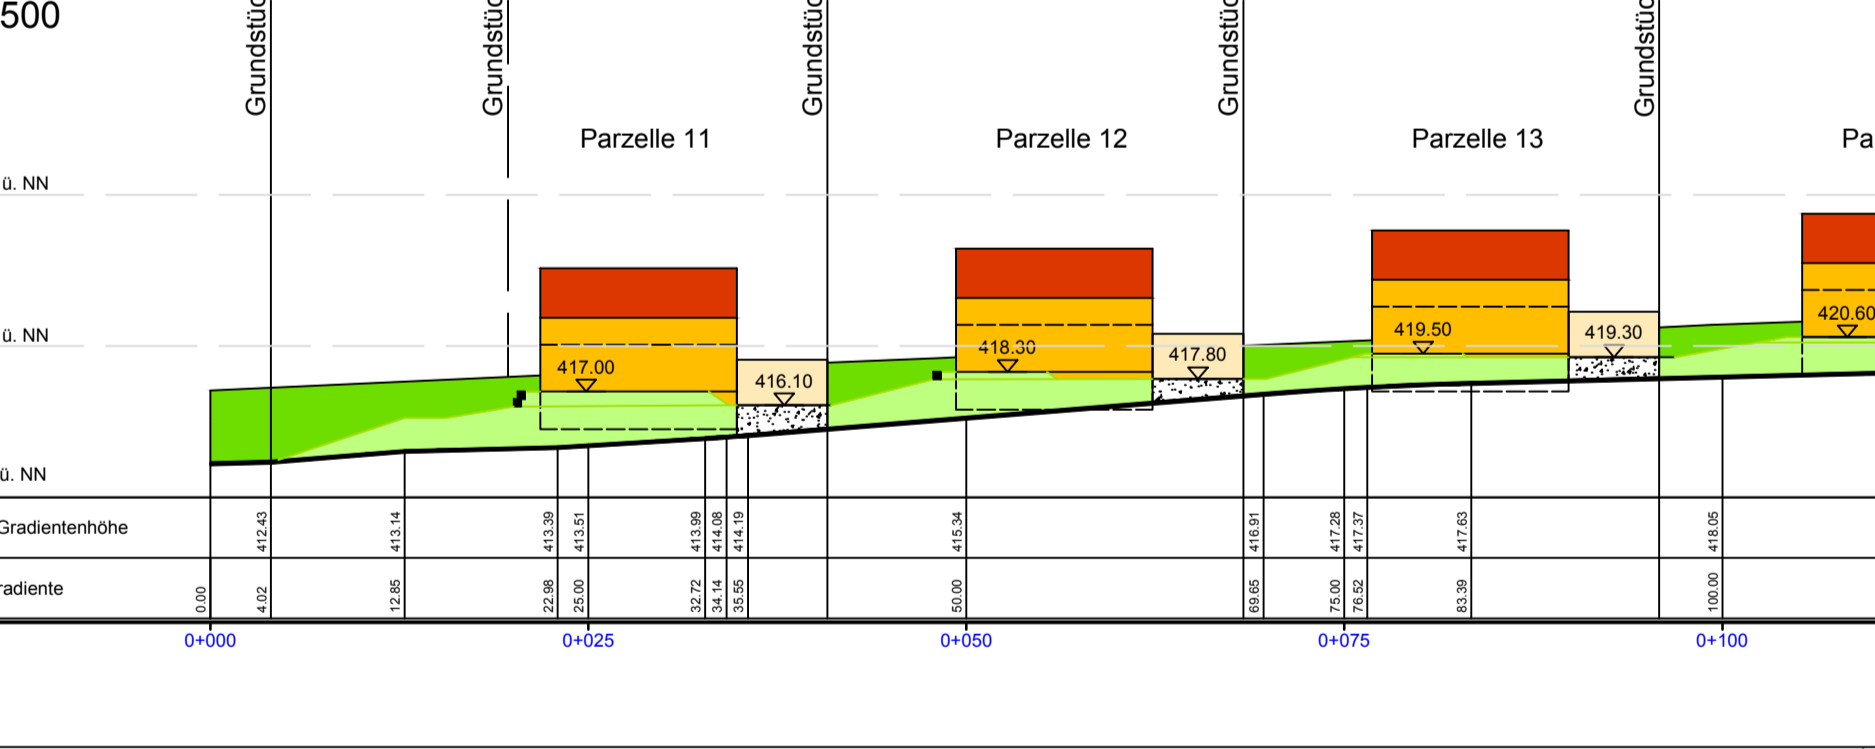 500
Grundstüc
Grundstüc
Grundstüc
Grundstüc
Grundstüc
Parzelle 11
Parzelle 12
Parzelle 13
Pa
ü. NN
ü. NN
ü. NN
417.00
416.10
418.30
417.80
419.50
419.30
420.60
Gradientenhöhe
412.43
413.14
413.39
413.51
413.99
414.08
414.19
415.34
416.91
417.28
417.37
417.63
418.05
radiente
0.00
4.02
12.85
22.98
25.00
32.72
34.14
35.55
50.00
69.65
75.00
76.52
83.39
100.00
0+000
0+025
0+050
0+075
0+100